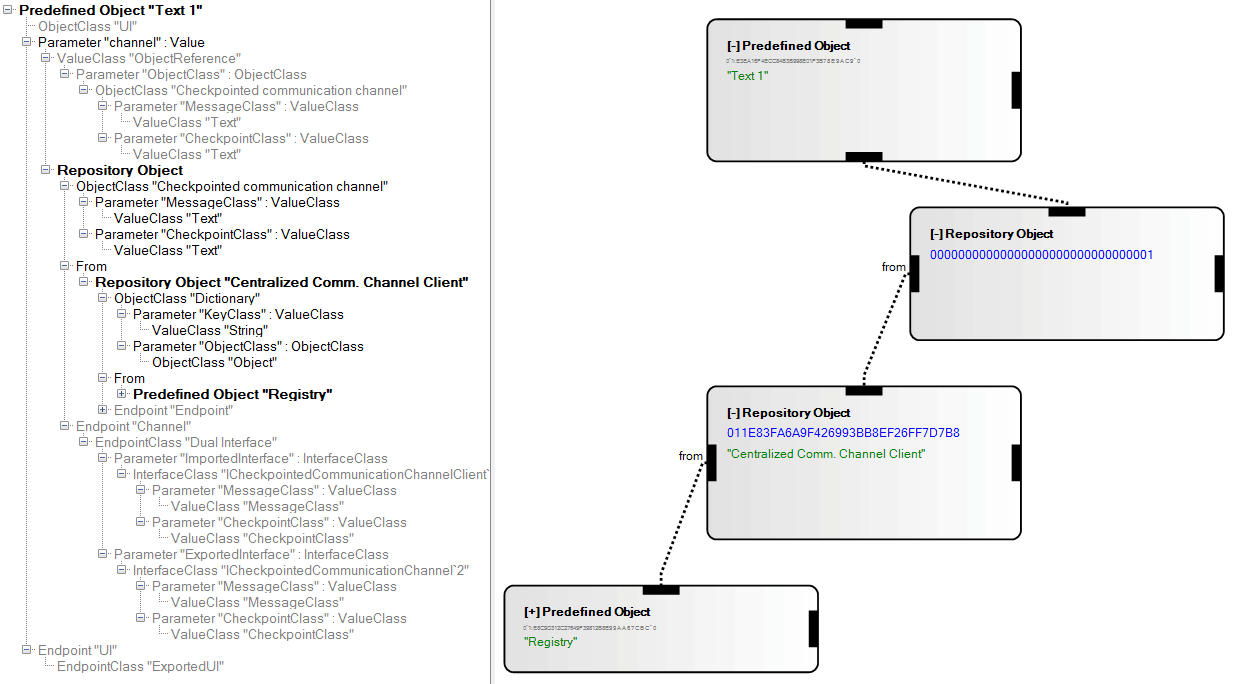 Predefined Object "Text 1"
ObjectClass "UI"
Parameter "channel" : Value
ValueClass "ObjectReference"
Parameter "ObjectClass" : ObjectClass
ObjectClass "Checkpointed communication channel"
Parameter "MessageClass" : ValueClass
ValueClass "Text"
Parameter "CheckpointClass" : ValueClass
ValueClass "Text"
Repository Object
ObjectClass "Checkpointed communication channel"
Parameter "MessageClass" : ValueClass
ValueClass "Text"
Parameter "CheckpointClass" : ValueClass
ValueClass "Text"
From
Repository Object "Centralized Comm. Channel Client"
ObjectClass "Dictionary"
Parameter "KeyClass" : ValueClass
ValueClass "String"
Parameter "ObjectClass" : ObjectClass
ObjectClass "Object"
From
Predefined Object "Registry"
Endpoint "Endpoint"
Endpoint "Channel"
EndpointClass "Dual Interface"
Parameter "ImportedInterface" : InterfaceClass
InterfaceClass "ICheckpointedCommunicationChannelClient`
Parameter "MessageClass" : ValueClass
ValueClass "MessageClass"
Parameter "CheckpointClass" : ValueClass
ValueClass "CheckpointClass"
Parameter "ExportedInterface" : InterfaceClass
InterfaceClass "ICheckpointedCommunicationChannel`2"
Parameter "MessageClass" : ValueClass
ValueClass "MessageClass"
Parameter "CheckpointClass" : ValueClass
ValueClass "CheckpointClass"
Endpoint "UI"
EndpointClass "ExportedUI"
[-] Predefined Object
"Text 1"
[-] Repository Object
00000000000000000000000000000001
from
[-] Repository Object
011E83FA6A9F426993BB8EF26FF7D7B8
"Centralized Comm. Channel Client"
from
[+] Predefined Object
"Registry"